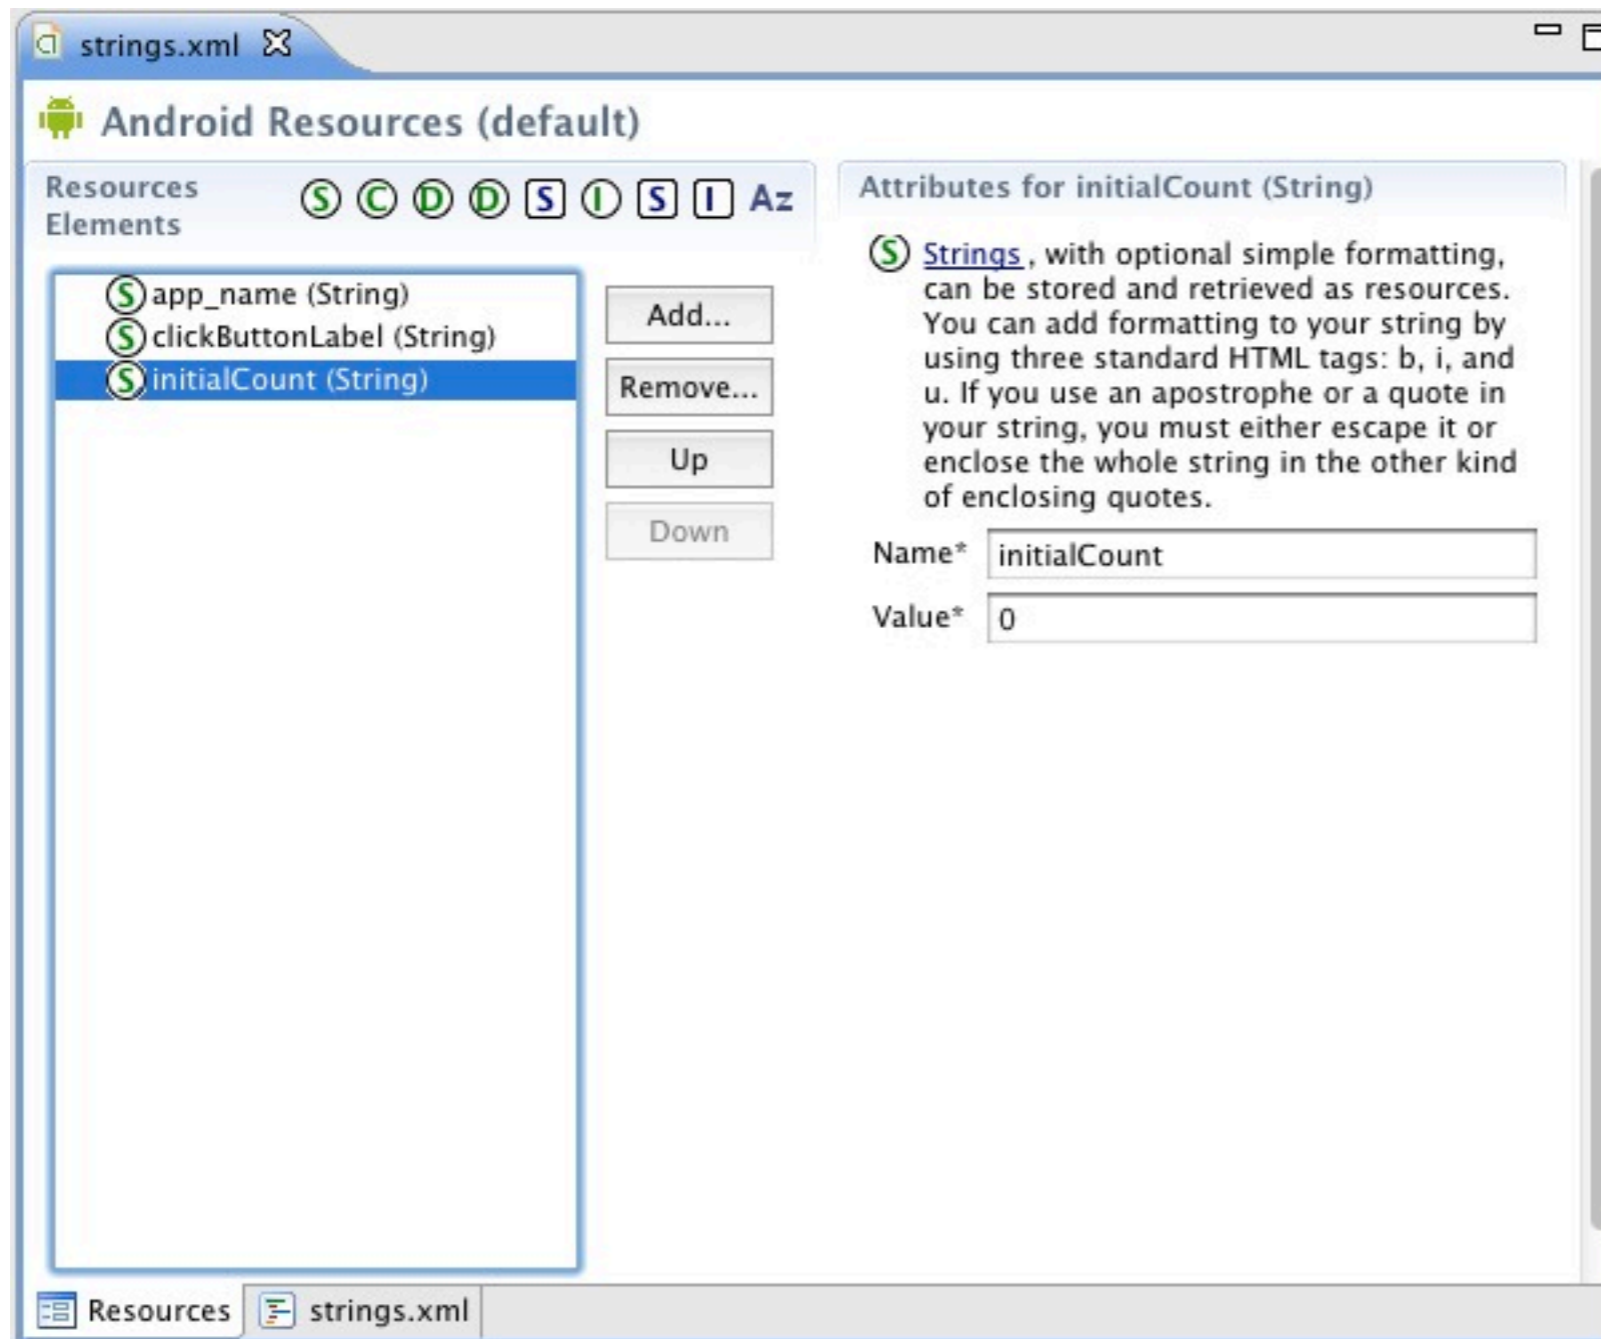 strings.xml
Android Resources (default)
Resources
Elements
S C D D S I S I Az
S app_name (String)
S clickButtonLabel (String)
S initialCount (String)
Add...
Remove...
Up
Down
Attributes for initialCount (String)
S Strings , with optional simple formatting,
can be stored and retrieved as resources.
You can add formatting to your string by
using three standard HTML tags: b, i, and
u. If you use an apostrophe or a quote in
your string, you must either escape it or
enclose the whole string in the other kind
of enclosing quotes.
Name* initialCount
Value* 0
Resources strings.xml